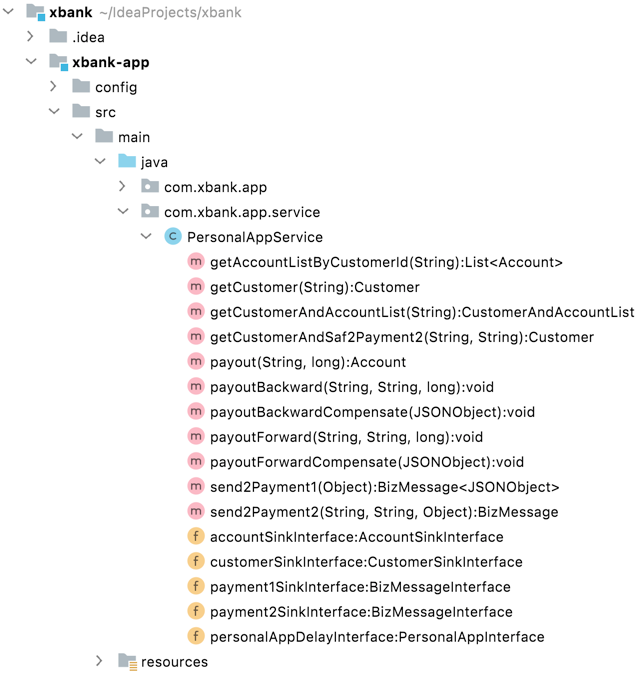 xbank ~/IdeaProjects/xbank
.idea
xbank-app
config
src
main
java
com.xbank.app
com.xbank.app.service
C PersonalAppService
m getAccountListByCustomerId(String):List<Account>
m getCustomer(String):Customer
m getCustomerAndAccountList(String):CustomerAndAccountList
m getCustomerAndSaf2Payment2(String, String):Customer
m payout(String, long):Account
m payoutBackward(String, String, long):void
m payoutBackwardCompensate(JSONObject):void
m payoutForward(String, String, long):void
m payoutForwardCompensate(JSONObject):void
m send2Payment1(Object):BizMessage<JSONObject>
m send2Payment2(String, String, Object):BizMessage
f accountSinkInterface:AccountSinkInterface
f customerSinkInterface:CustomerSinkInterface
f payment1SinkInterface:BizMessageInterface
f payment2SinkInterface:BizMessageInterface
f personalAppDelayInterface:PersonalAppInterface
resources